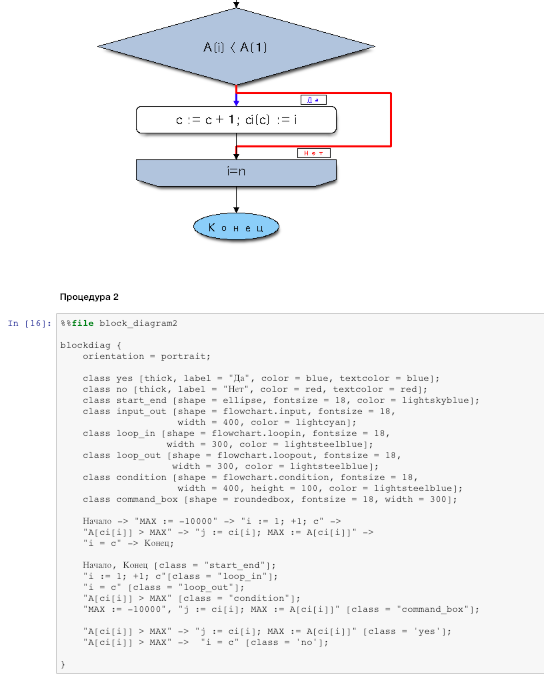 A(i) < A(1)
Да
c := c + 1; ci(c) := i
Нет
i=n
Конец
Процедура 2
In [16]: %%file block_diagram2
blockdiag {
orientation = portrait;
class yes [thick, label = "Да", color = blue, textcolor = blue];
class no [thick, label = "Нет", color = red, textcolor = red];
class start_end [shape = ellipse, fontsize = 18, color = lightskyblue];
class input_out [shape = flowchart.input, fontsize = 18,
width = 400, color = lightcyan];
class loop_in [shape = flowchart.loopin, fontsize = 18,
width = 300, color = lightsteelblue];
class loop_out [shape = flowchart.loopout, fontsize = 18,
width = 300, color = lightsteelblue];
class condition [shape = flowchart.condition, fontsize = 18,
width = 400, height = 100, color = lightsteelblue];
class command_box [shape = roundedbox, fontsize = 18, width = 300];
Начало -> "MAX := -10000" -> "i := 1; +1; c" ->
"A[ci[i]] > MAX" -> "j := ci[i]; MAX := A[ci[i]]" ->
"i = c" -> Конец;
Начало, Конец [class = "start_end"];
"i := 1; +1; c"[class = "loop_in"];
"i = c" [class = "loop_out"];
"A[ci[i]] > MAX" [class = "condition"];
"MAX := -10000", "j := ci[i]; MAX := A[ci[i]]" [class = "command_box"];
"A[ci[i]] > MAX" -> "j := ci[i]; MAX := A[ci[i]]" [class = 'yes'];
"A[ci[i]] > MAX" -> "i = c" [class = 'no'];
}